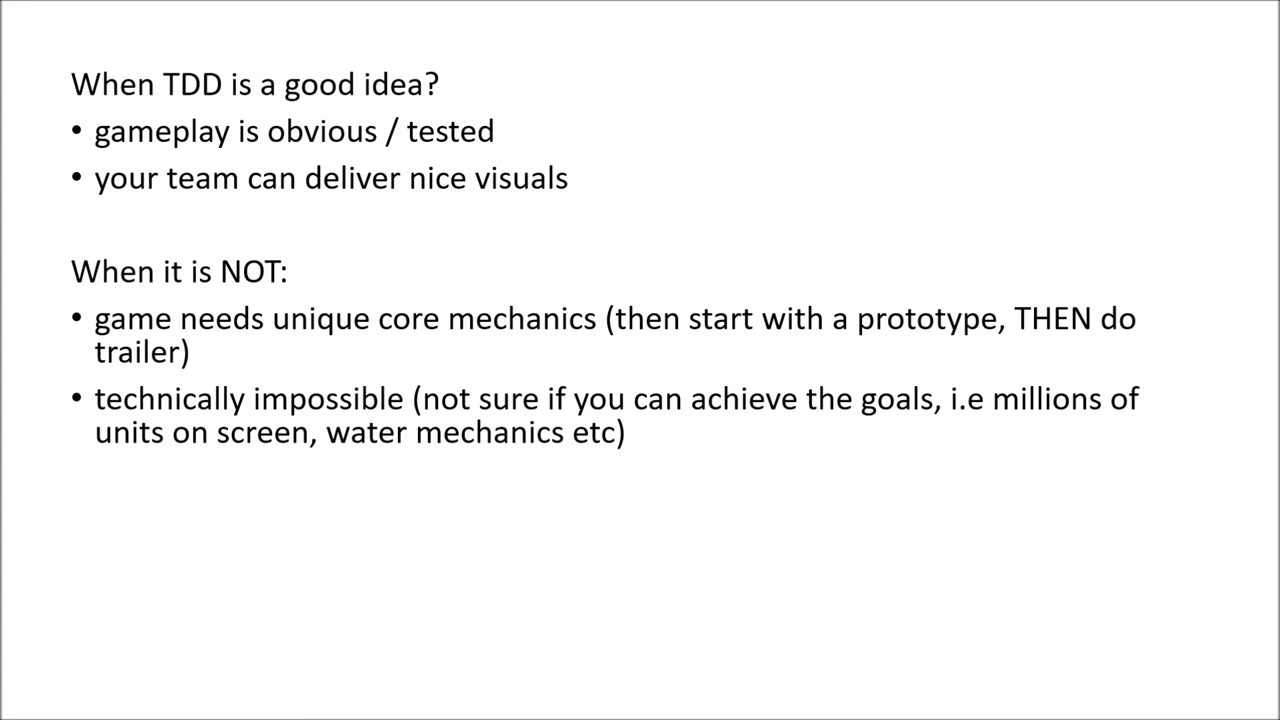 When TDD is a good idea?
• gameplay is obvious / tested
• your team can deliver nice visuals
When it is NOT:
• game needs unique core mechanics (then start with a prototype, THEN do
trailer)
• technically impossible (not sure if you can achieve the goals, i.e millions of
units on screen, water mechanics etc)